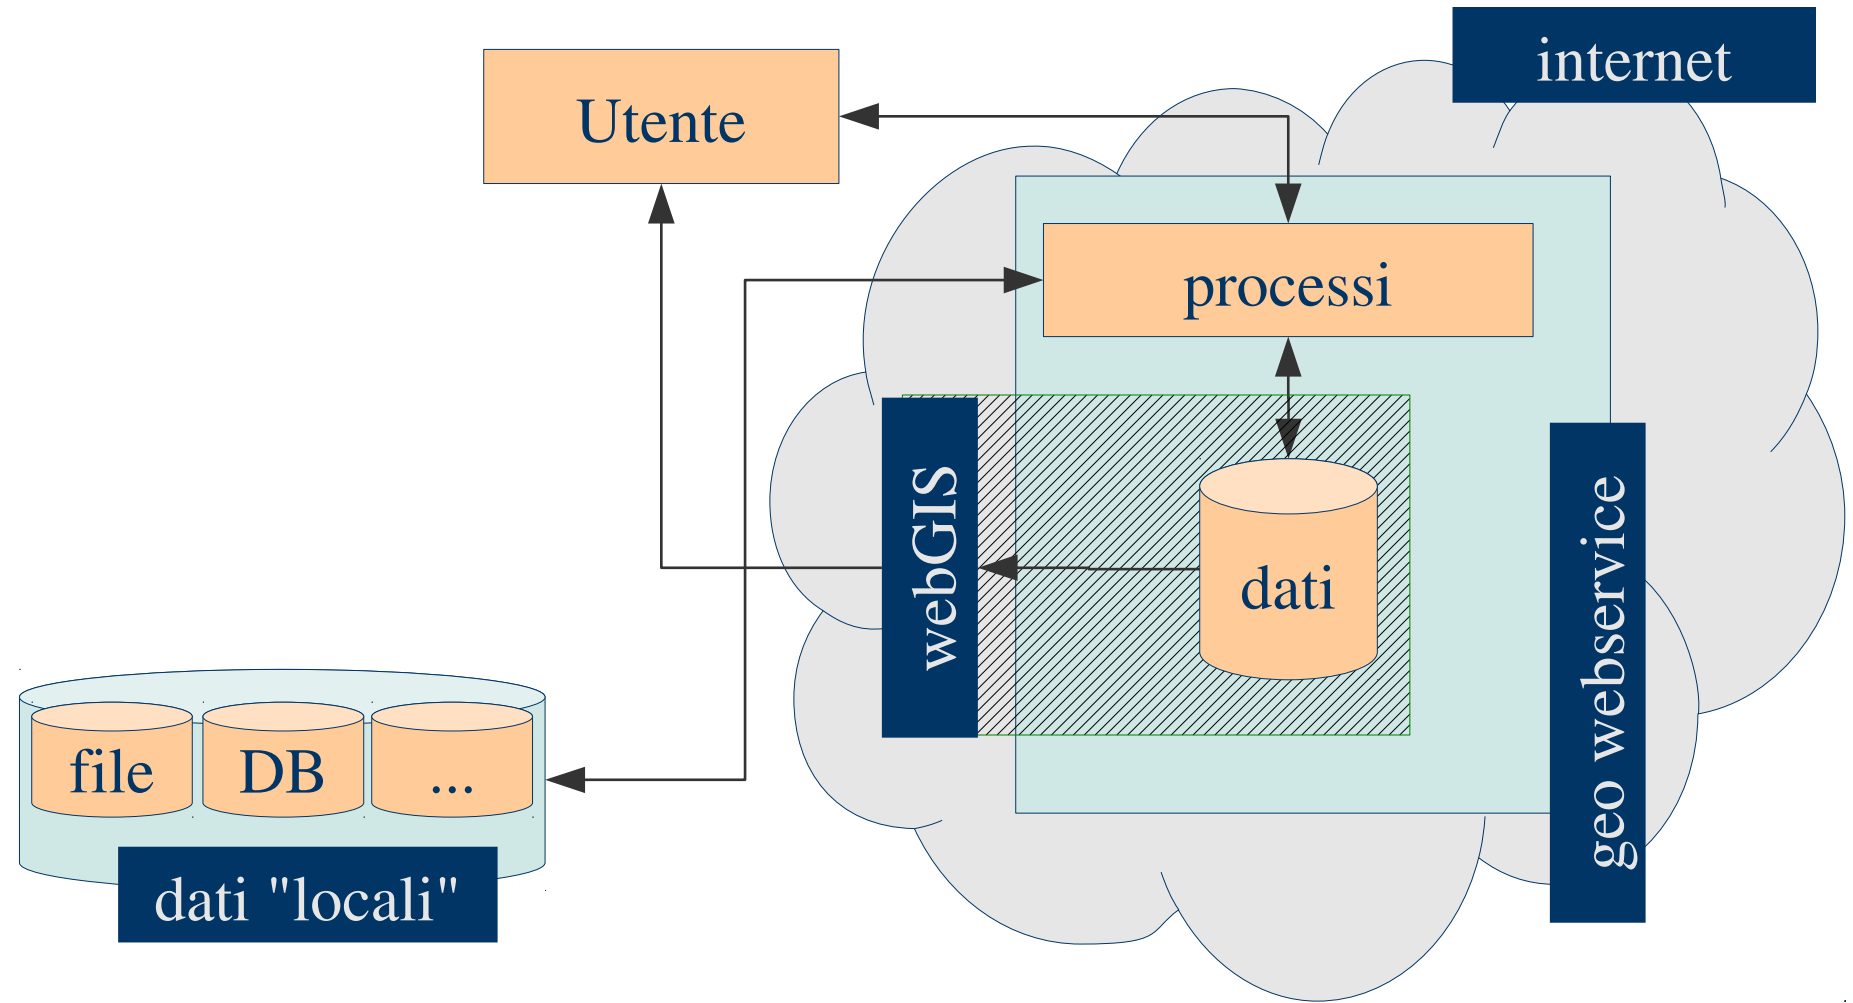 internet
Utente
processi
webGIS
dati
geo webservice
file
DB
...
dati "locali"